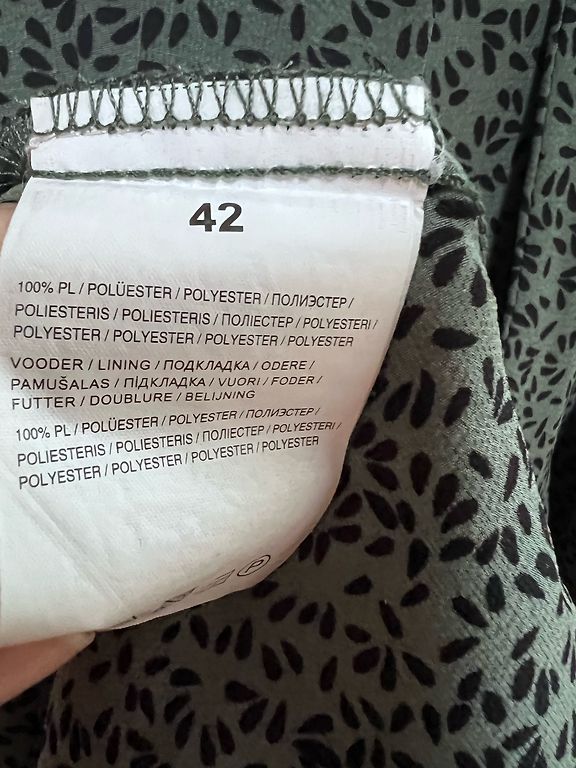 42
100% PL / POLÜESTER / POLYESTER / ПОЛИЭСТЕР /
POLIESTERIS / POLIESTERIS / ПОЛІЕСТЕР / POLYESTERI /
POLYESTER / POLYESTER / POLYESTER / POLYESTER
VOODER / LINING / ПОДКЛАДКА / ODERE /
PAMUŠALAS / ПІДКЛАДКА / VUORI / FODER /
FUTTER / DOUBLURE / BELIJNING
100% PL / POLÜESTER / POLYESTER / ПОЛИЭСТЕР /
POLIESTERIS / POLIESTERIS / ПОЛІЕСТЕР / POLYESTERI /
POLYESTER / POLYESTER / POLYESTER / POLYESTER
P